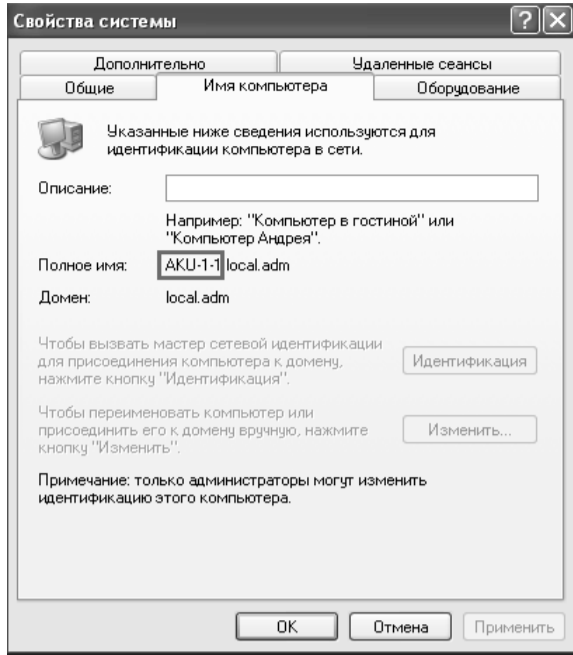 Свойства системы
Дополнительно
Удаленные сеансы
Общие
Имя компьютера
Оборудование
Указанные ниже сведения используются для
идентификации компьютера в сети.
Описание:
Например: "Компьютер в гостиной" или
"Компьютер Андрея".
Полное имя: AKU-1-1.local.adm
Домен: local.adm
Чтобы вызвать мастер сетевой идентификации
для присоединения компьютера к домену,
нажмите кнопку "Идентификация".
Идентификация
Чтобы переименовать компьютер или
присоединить его к домену вручную, нажмите
кнопку "Изменить".
Изменить...
Примечание: только администраторы могут изменить
идентификацию этого компьютера.
OK
Отмена
Применить